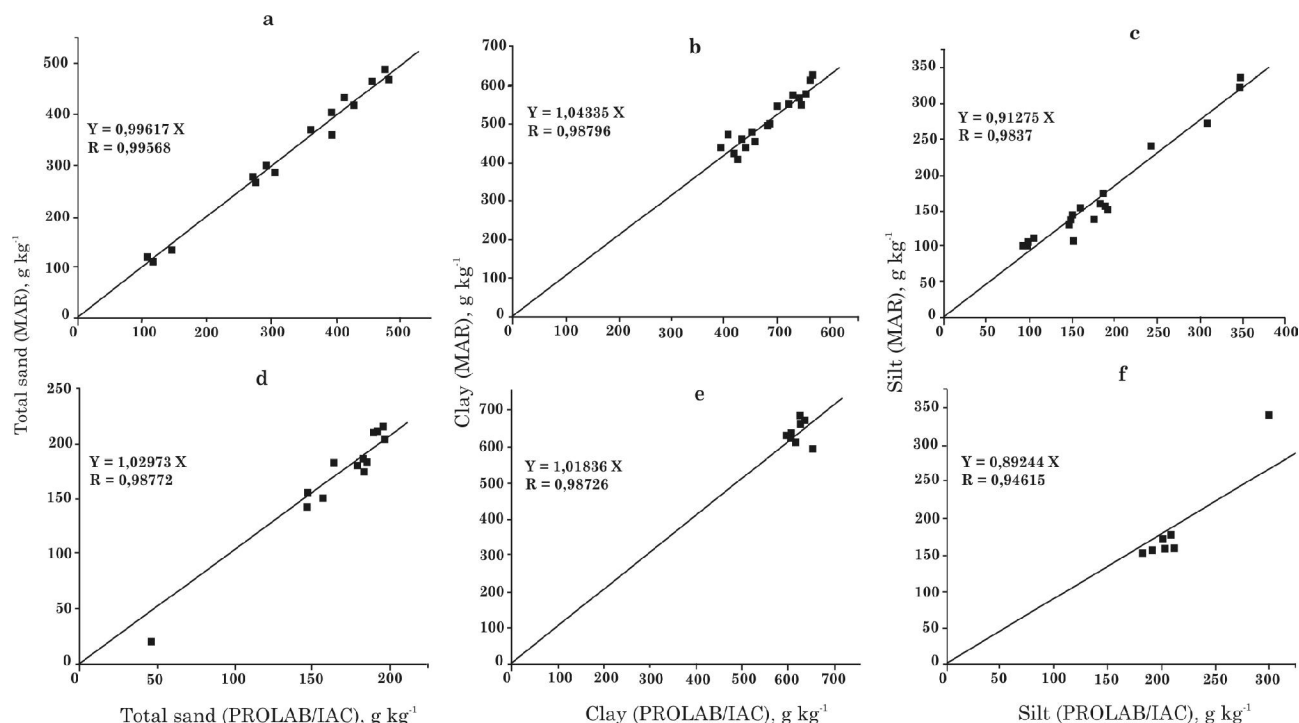 a
500
400
300
200
100
0
Y = 0,99617 X
R = 0,99568
0 100 200 300 400 500
Total sand (MAR), g kg-1
b
700
600
500
400
300
200
100
0
Y = 1,04335 X
R = 0,98796
0 100 200 300 400 700 600
Clay (MAR), g kg-1
c
350
300
250
200
150
100
50
0
Y = 0,91275 X
R = 0,9837
0 50 100 150 200 250 300 350 400
Silt (MAR), g kg-1
d
250
200
150
100
50
0
Y = 1,02973 X
R = 0,98772
0 50 100 150 200
Total sand (PROLAB/IAC), g kg-1
e
700
600
500
400
300
200
100
0
Y = 1,01836 X
R = 0,98726
0 100 200 300 400 500 600 700
Clay (PROLAB/IAC), g kg-1
f
350
300
250
200
150
100
50
0
Y = 0,89244 X
R = 0,94615
0 50 100 150 200 250 300
Silt (PROLAB/IAC), g kg-1